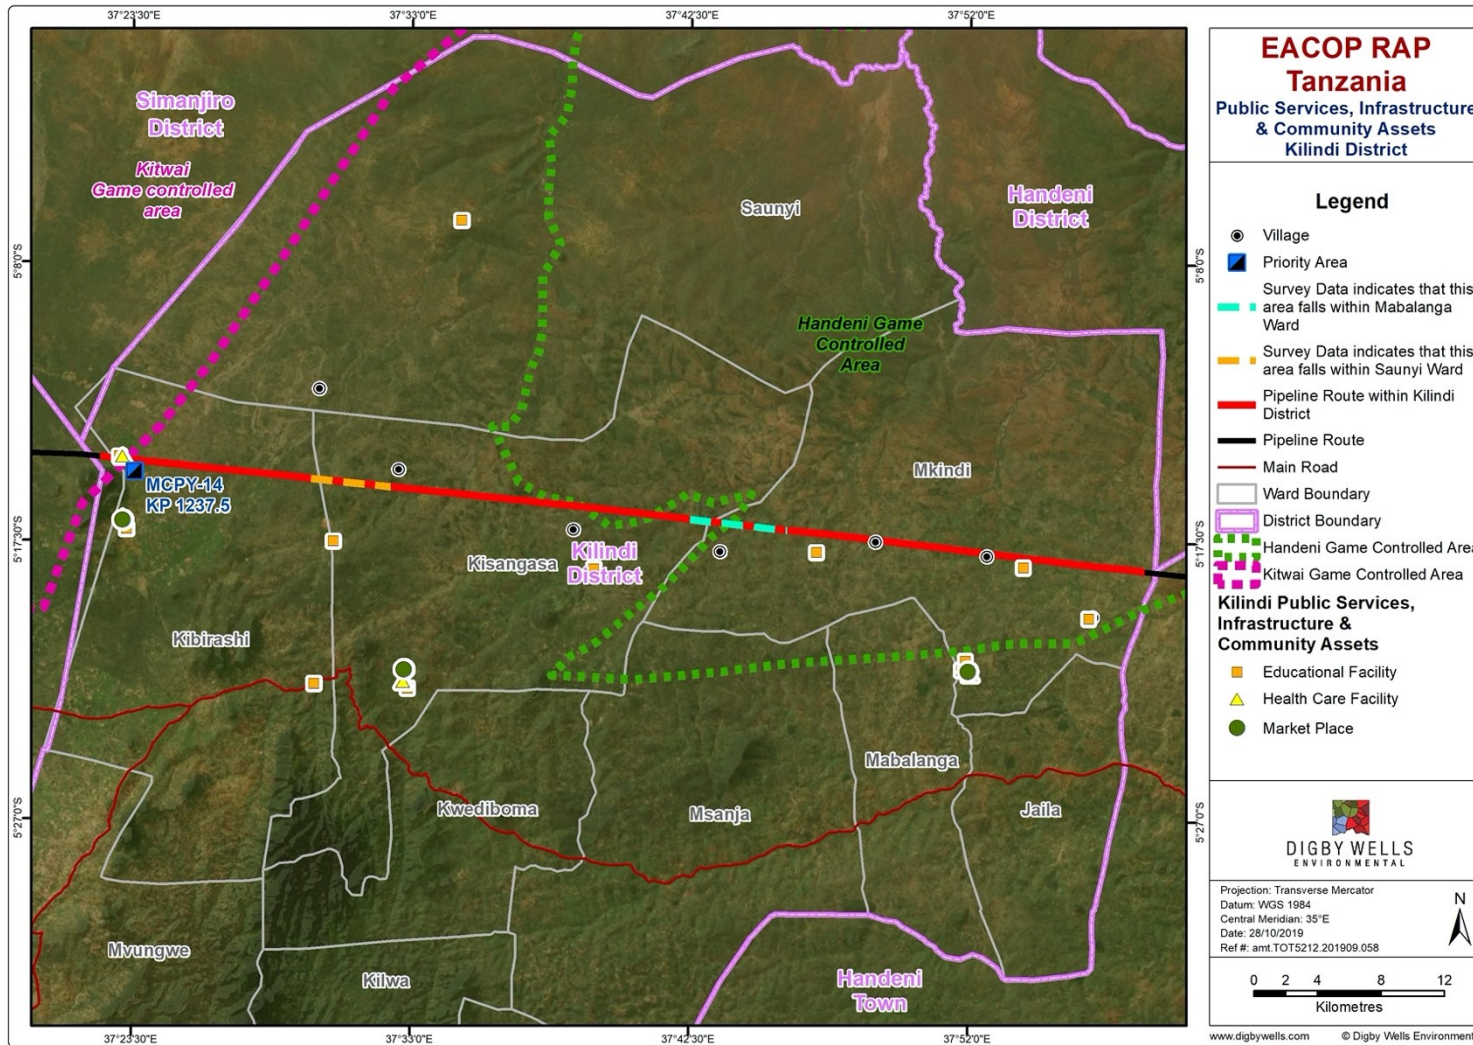 37°23'30"E
37°33'0"E
37°42'30"E
37°52'0"E
5°8'0"S
5°17'30"S
5°27'0"S
Simanjiro
District
Kitwai
Game controlled
area
Saunyi
Handeni
District
Handeni Game
Controlled
Area
Mkindi
MCPY-14
KP 1237.5
Kisangasa
Kilindi
District
Kibirashi
Mabalanga
Kwediboma
Msanja
Jaila
Mvungwe
Kilwa
Handeni
Town
5°8'0"S
5°17'30"S
5°27'0"S
37°23'30"E
37°33'0"E
37°42'30"E
37°52'0"E
EACOP RAP
Tanzania
Public Services, Infrastructure
& Community Assets
Kilindi District
Legend
Village
Priority Area
Survey Data indicates that this
area falls within Mabalanga
Ward
Survey Data indicates that this
area falls within Saunyi Ward
Pipeline Route within Kilindi
District
Pipeline Route
Main Road
Ward Boundary
District Boundary
Handeni Game Controlled Area
Kitwai Game Controlled Area
Kilindi Public Services,
Infrastructure &
Community Assets
Educational Facility
Health Care Facility
Market Place
DIGBY WELLS
ENVIRONMENTAL
Projection: Transverse Mercator
Datum: WGS 1984
Central Meridian: 35°E
Date: 28/10/2019
Ref #: amt.TOT5212.201909.058
N
0 2 4 8 12
Kilometres
www.digbywells.com © Digby Wells Environment